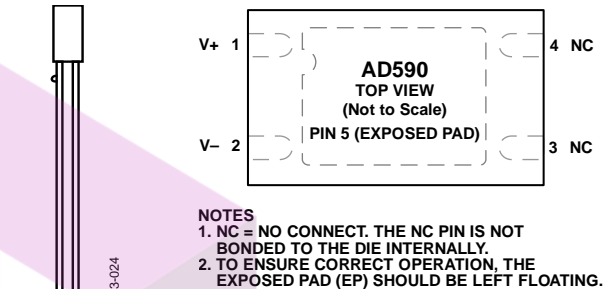 V+ 1
4 NC
AD590
TOP VIEW
(Not to Scale)
PIN 5 (EXPOSED PAD)
V– 2
3 NC
NOTES
1. NC = NO CONNECT. THE NC PIN IS NOT
BONDED TO THE DIE INTERNALLY.
2. TO ENSURE CORRECT OPERATION, THE
EXPOSED PAD (EP) SHOULD BE LEFT FLOATING.
3-024